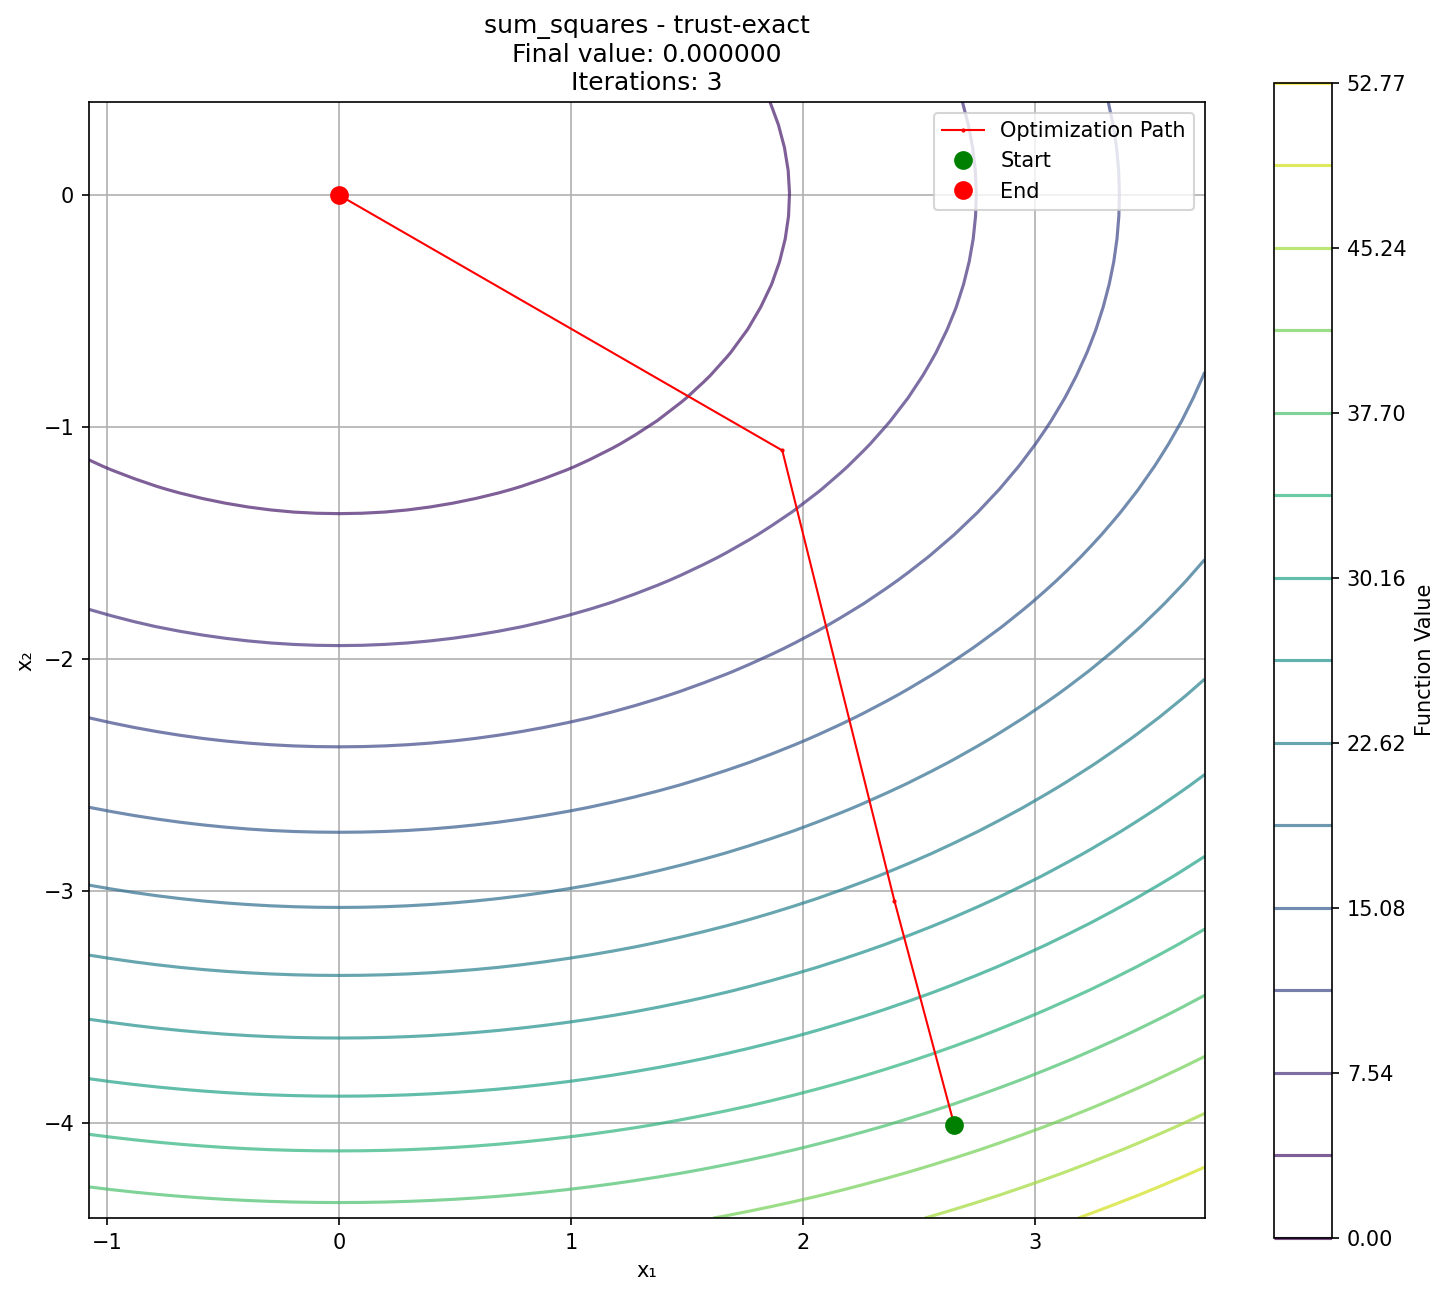 sum_squares - trust-exact
Final value: 0.000000
Iterations: 3
Optimization Path
Start
End
0
−1
−2
−3
−4
x₂
−1
0
1
2
3
x₁
52.77
45.24
37.70
30.16
22.62
15.08
7.54
0.00
Function Value